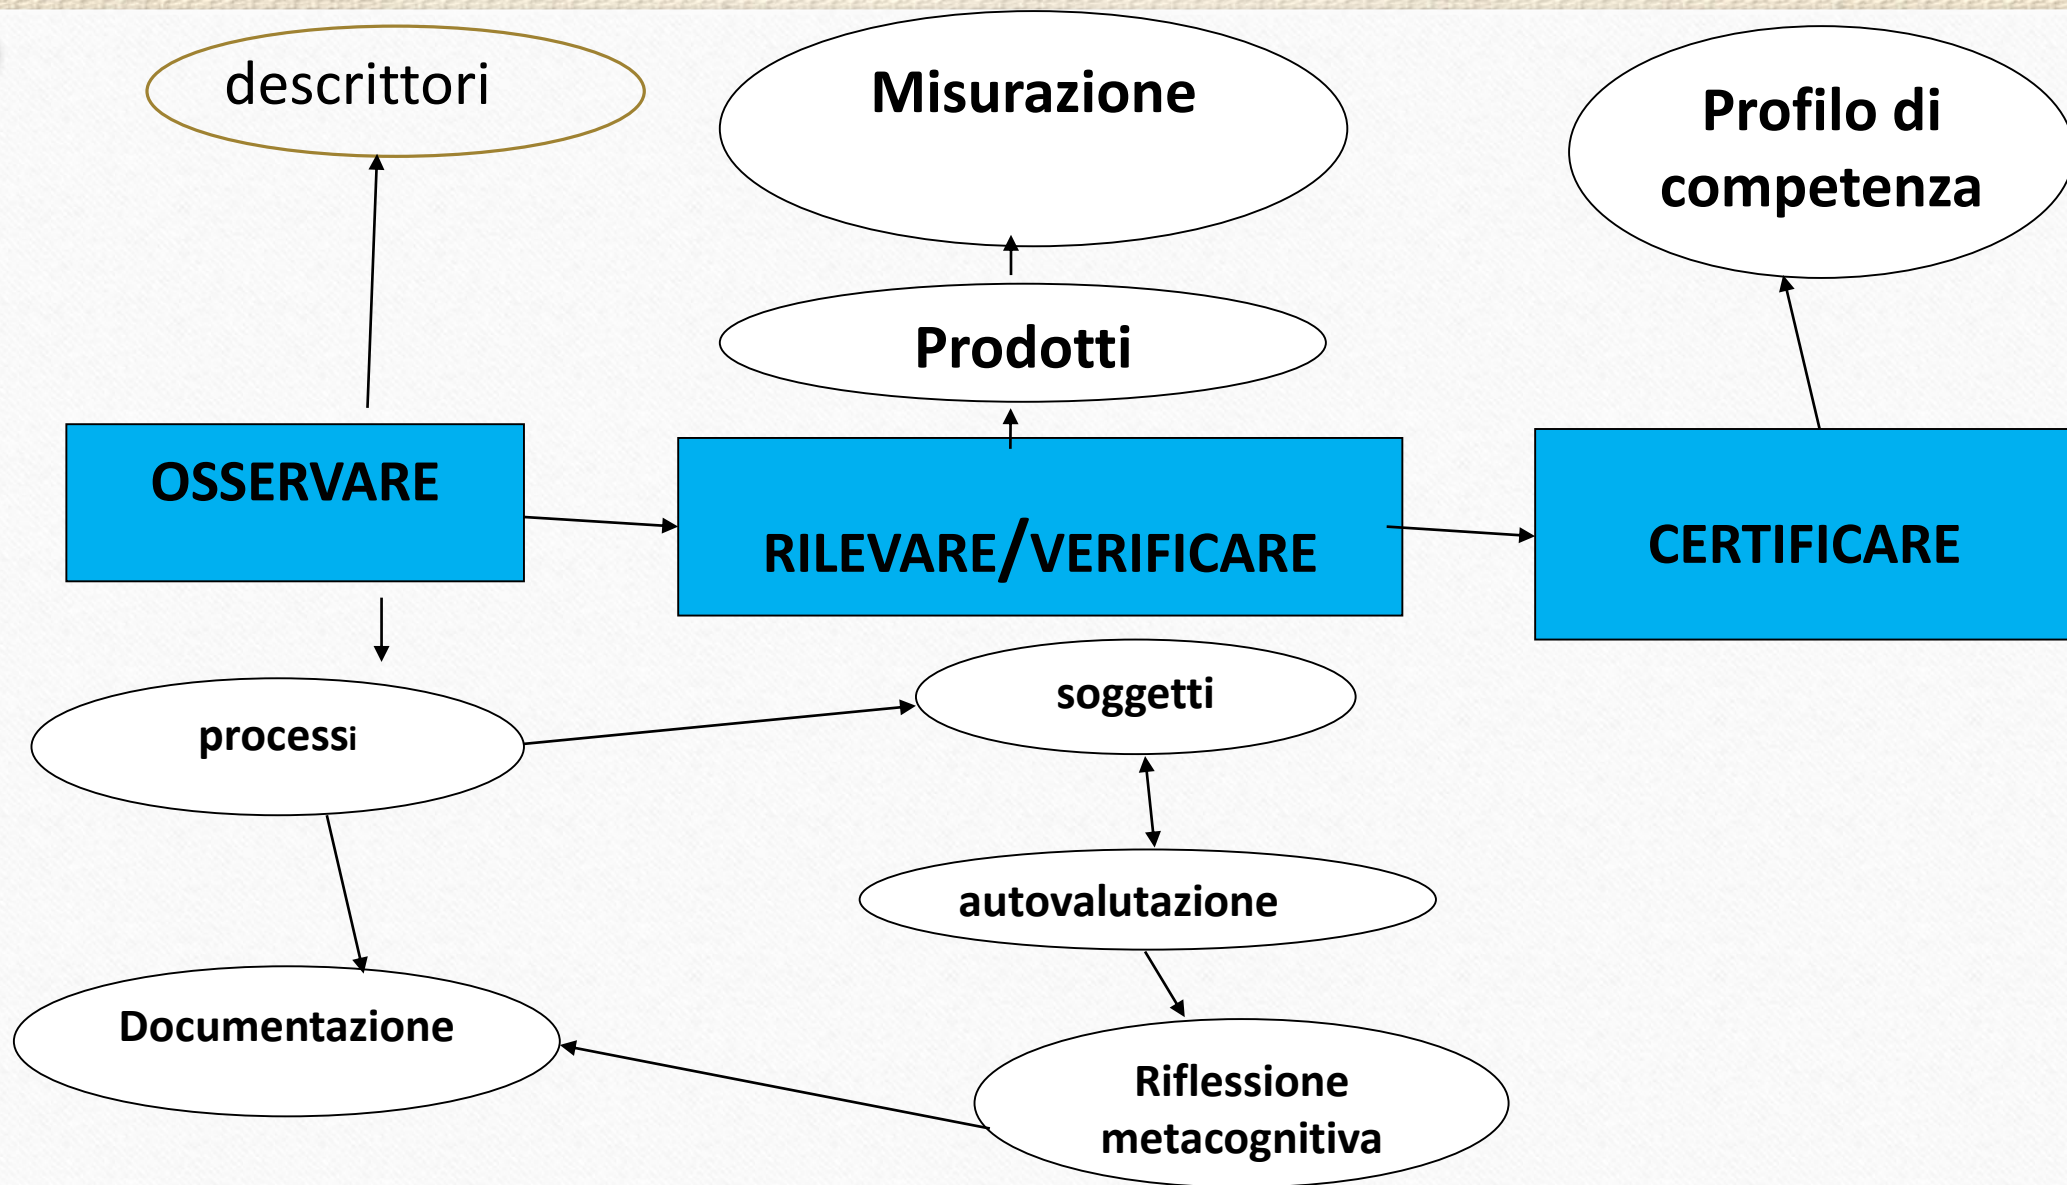 descrittori
Misurazione
Profilo di
competenza
Prodotti
OSSERVARE
RILEVARE/VERIFICARE
CERTIFICARE
processi
soggetti
autovalutazione
Documentazione
Riflessione
metacognitiva